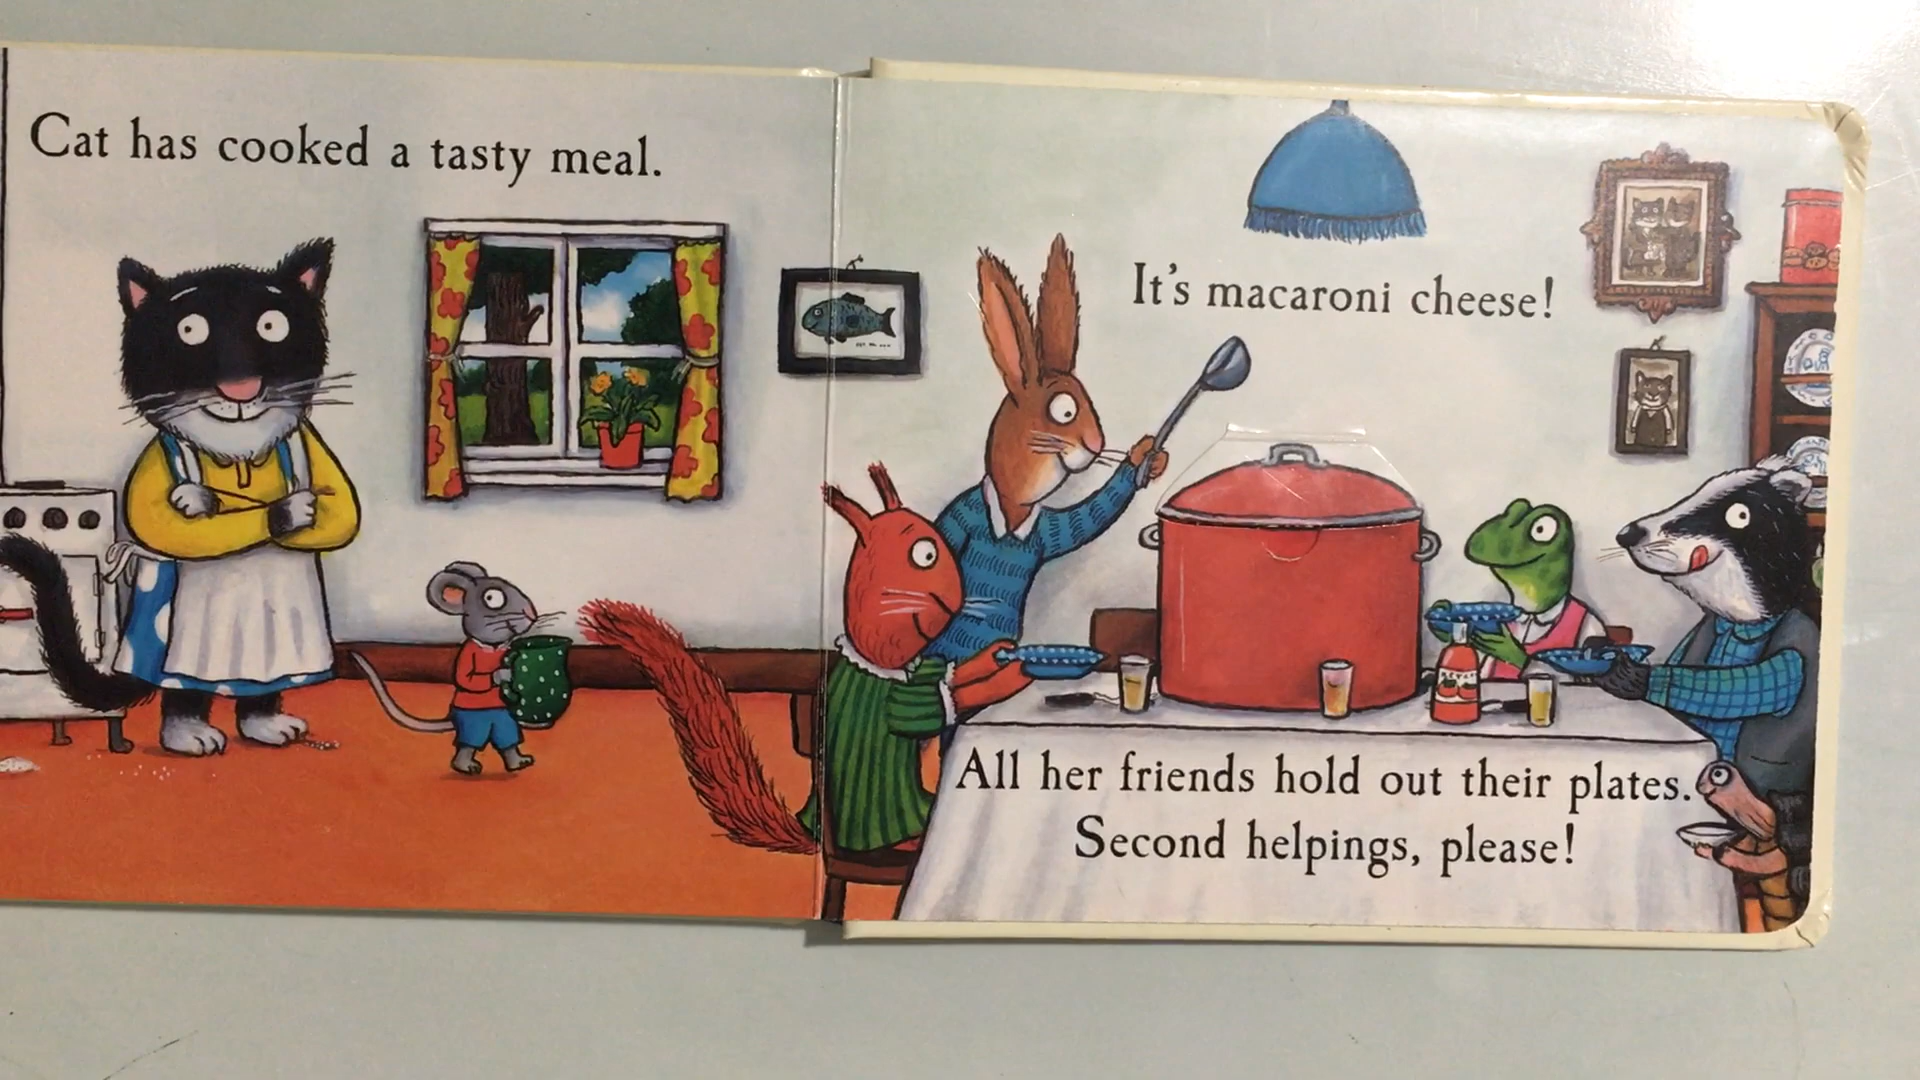 Cat has cooked a tasty meal.
It's macaroni cheese!
All her friends hold out their plates.
Second helpings, please!